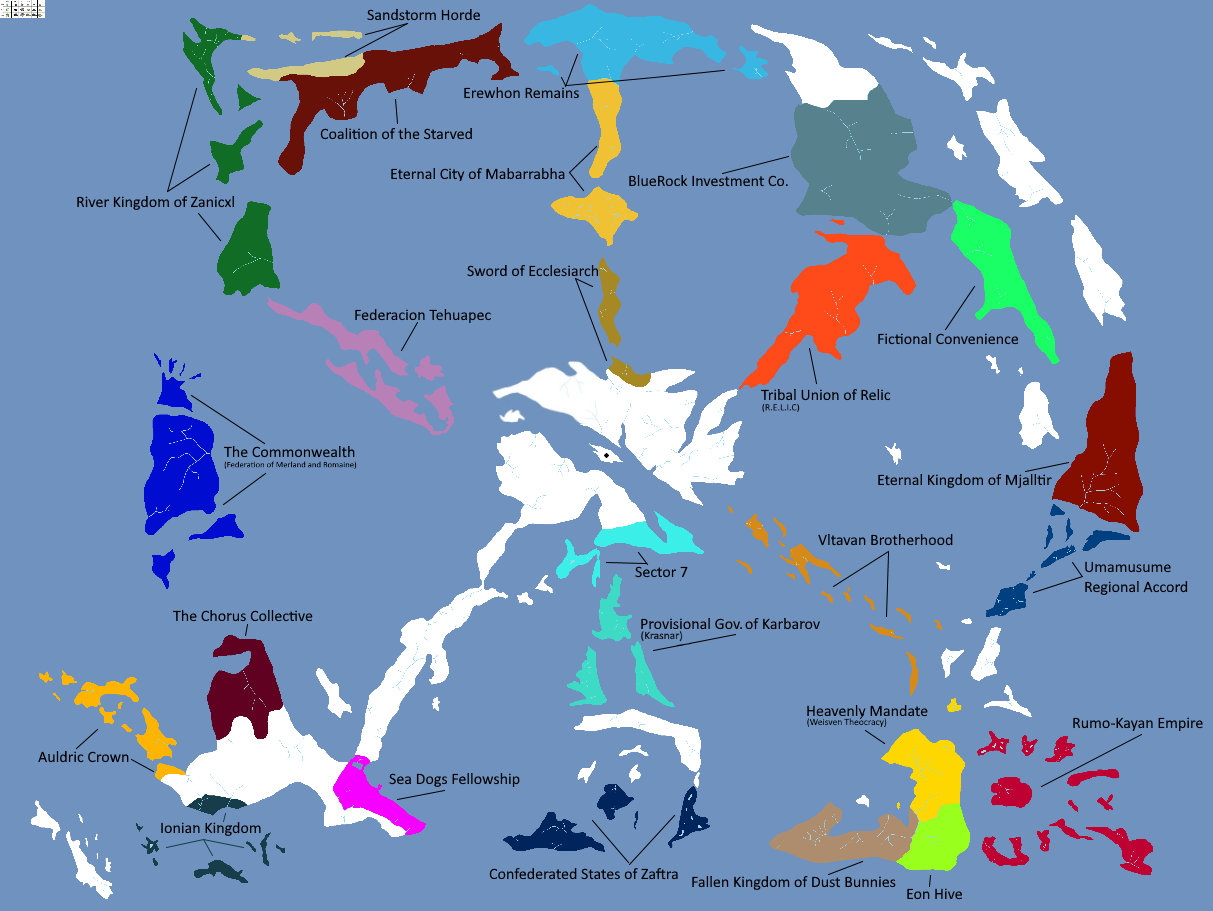 Sandstorm Horde
Erewhon Remains
Coalition of the Starved
Eternal City of Mabarrabha
BlueRock Investment Co.
River Kingdom of Zanicxl
Sword of Ecclesiarch
Federacion Tehuapec
Fictional Convenience
Tribal Union of Relic
(R.E.L.I.C)
The Commonwealth
(Federation of Merland and Romaine)
Eternal Kingdom of Mjalltir
Vltavan Brotherhood
Sector 7
Umamusume
Regional Accord
The Chorus Collective
Provisional Gov. of Karbarov
(Krasnar)
Heavenly Mandate
(Weisven Theocracy)
Rumo-Kayan Empire
Auldric Crown
Sea Dogs Fellowship
Ionian Kingdom
Confederated States of Zaftra
Fallen Kingdom of Dust Bunnies
Eon Hive